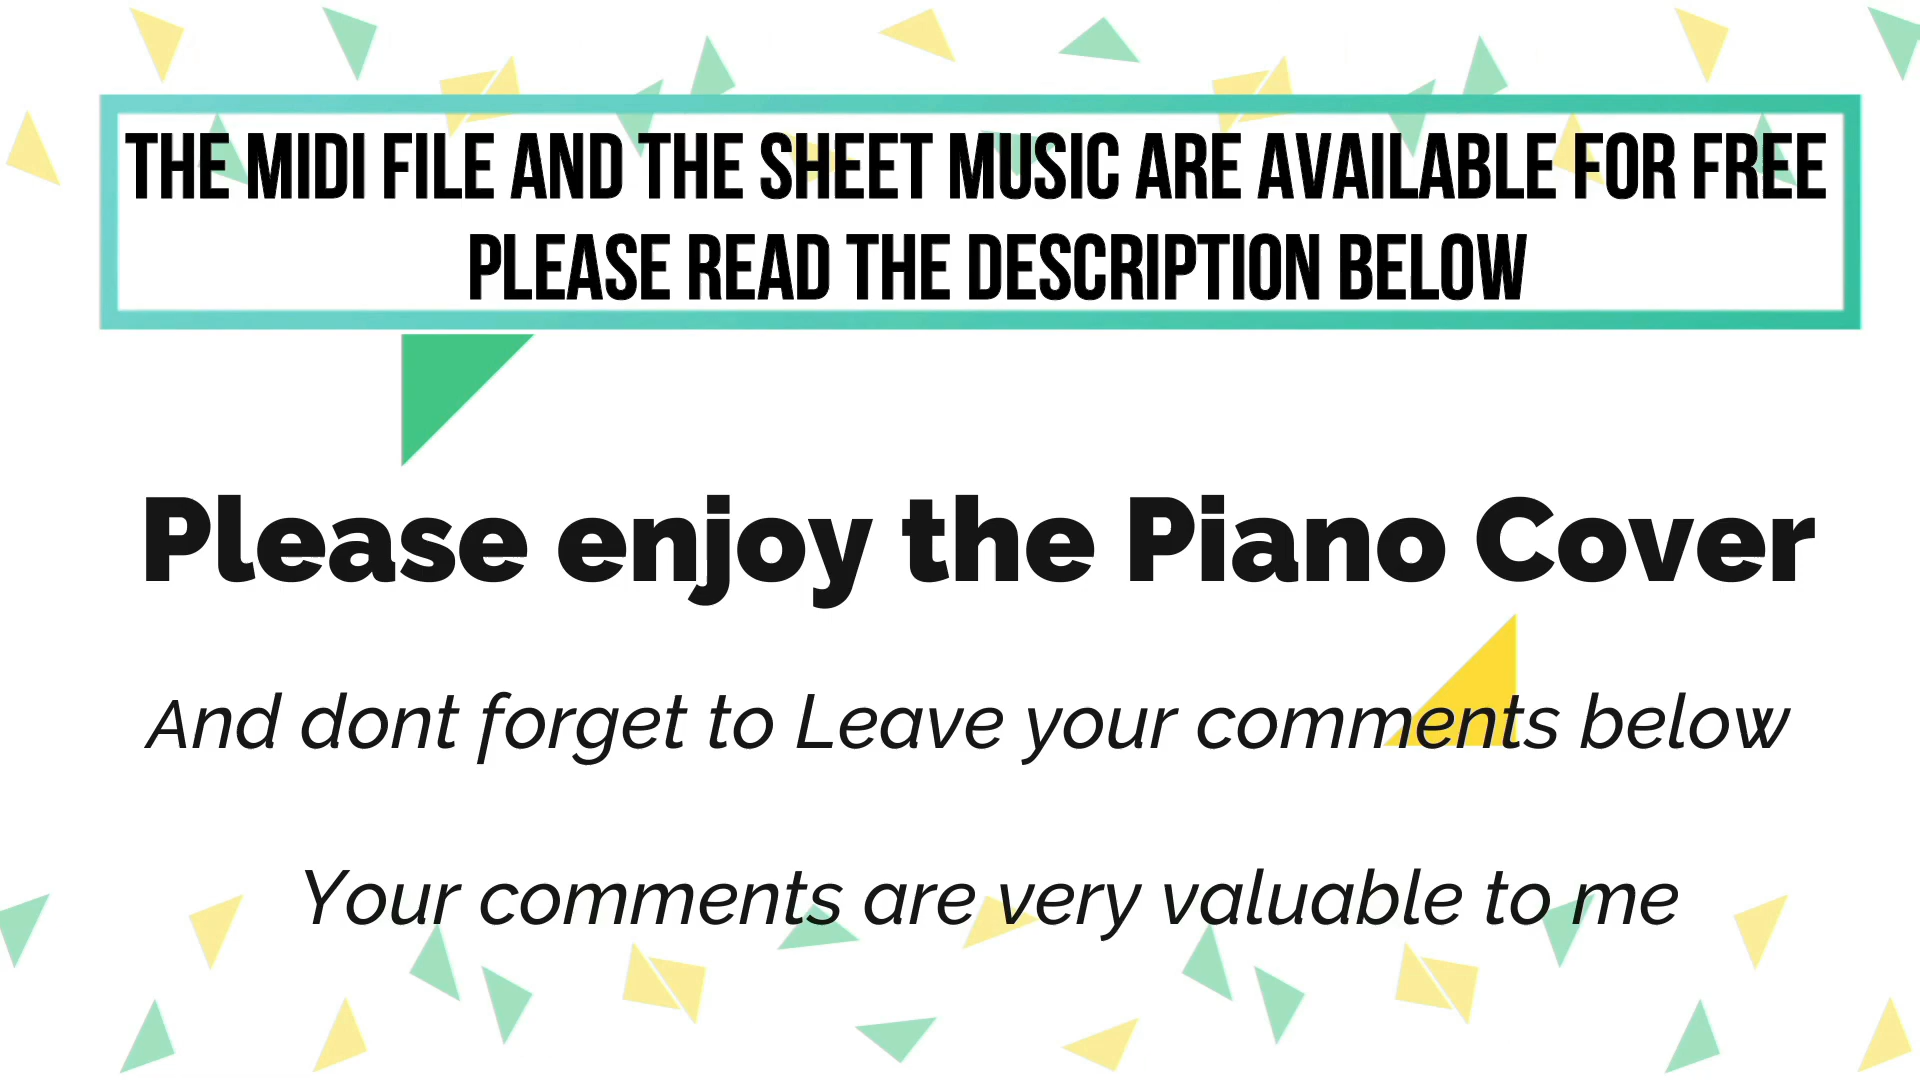 THE MIDI FILE AND THE SHEET MUSIC ARE AVAILABLE FOR FREE
PLEASE READ THE DESCRIPTION BELOW
Please enjoy the Piano Cover
And dont forget to Leave your comments below
Your comments are very valuable to me